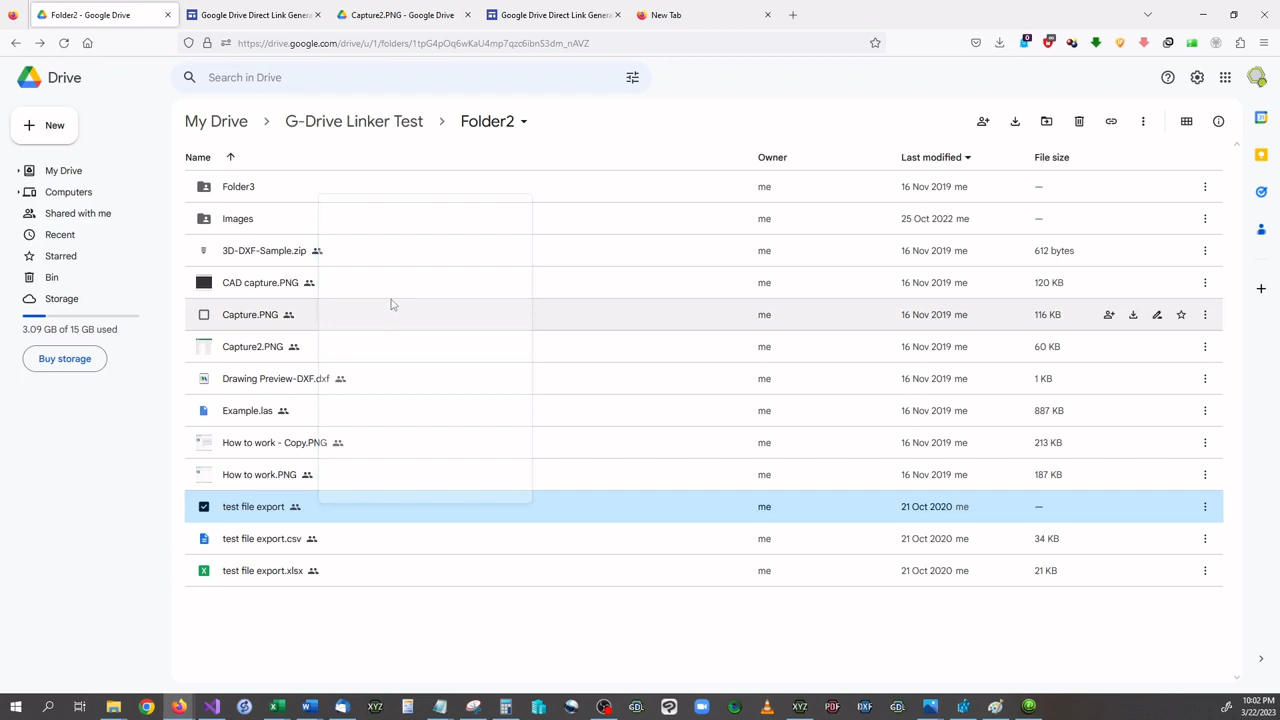 Folder2 - Google Drive
Google Drive Direct Link Genera
Capture2.PNG - Google Drive
Google Drive Direct Link Genera
New Tab
https://drive.google.com/drive/u/1/folders/
Drive
Search in Drive
New
My Drive
Computers
Shared with me
Recent
Starred
Bin
Storage
3.09 GB of 15 GB used
Buy storage
My Drive > G-Drive Linker Test > Folder2
Name Owner Last modified File size
Folder3 me 16 Nov 2019 me —
Images me 25 Oct 2022 me —
3D-DXF-Sample.zip me 16 Nov 2019 me 612 bytes
CAD capture.PNG me 16 Nov 2019 me 120 KB
Capture.PNG me 16 Nov 2019 me 116 KB
Capture2.PNG me 16 Nov 2019 me 60 KB
Drawing Preview-DXF.dxf me 16 Nov 2019 me 1 KB
Example.las me 16 Nov 2019 me 887 KB
How to work - Copy.PNG me 16 Nov 2019 me 213 KB
How to work.PNG me 16 Nov 2019 me 187 KB
test file export me 21 Oct 2020 me —
test file export.csv me 21 Oct 2020 me 34 KB
test file export.xlsx me 21 Oct 2020 me 21 KB
10:02 PM
3/22/2023